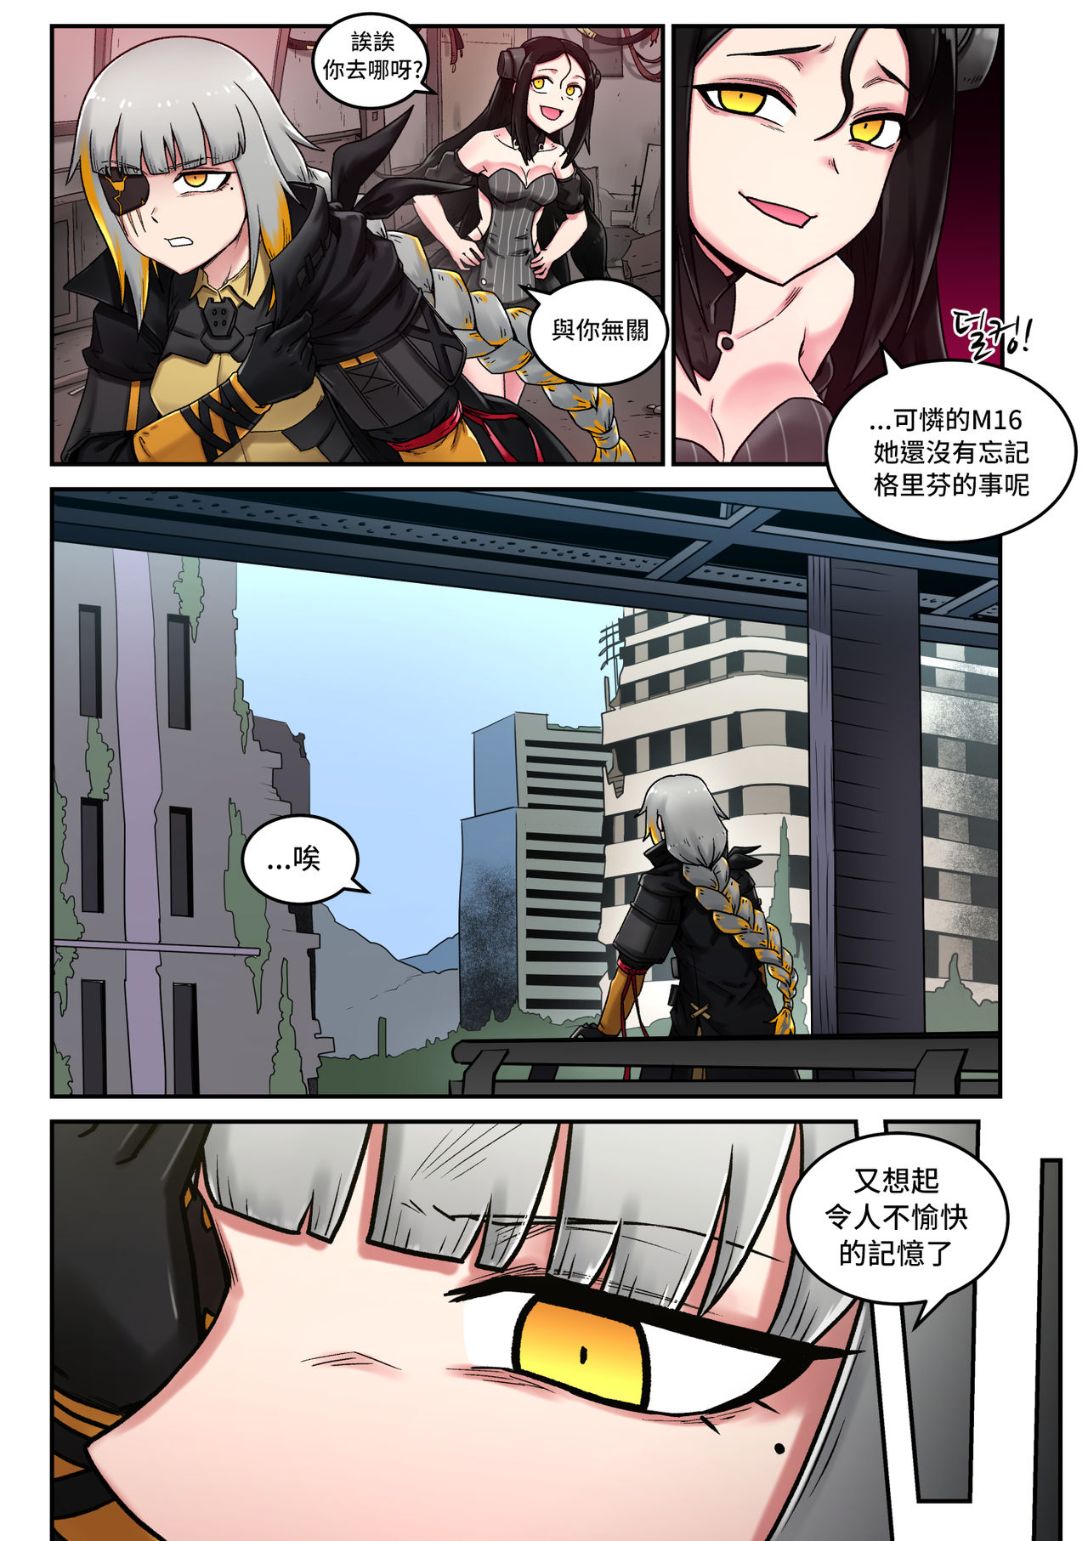 誒誒
你去哪呀?
與你無關
덜컹!
...可憐的M16
她還沒有忘記
格里芬的事呢
...唉
又想起
令人不愉快
的記憶了